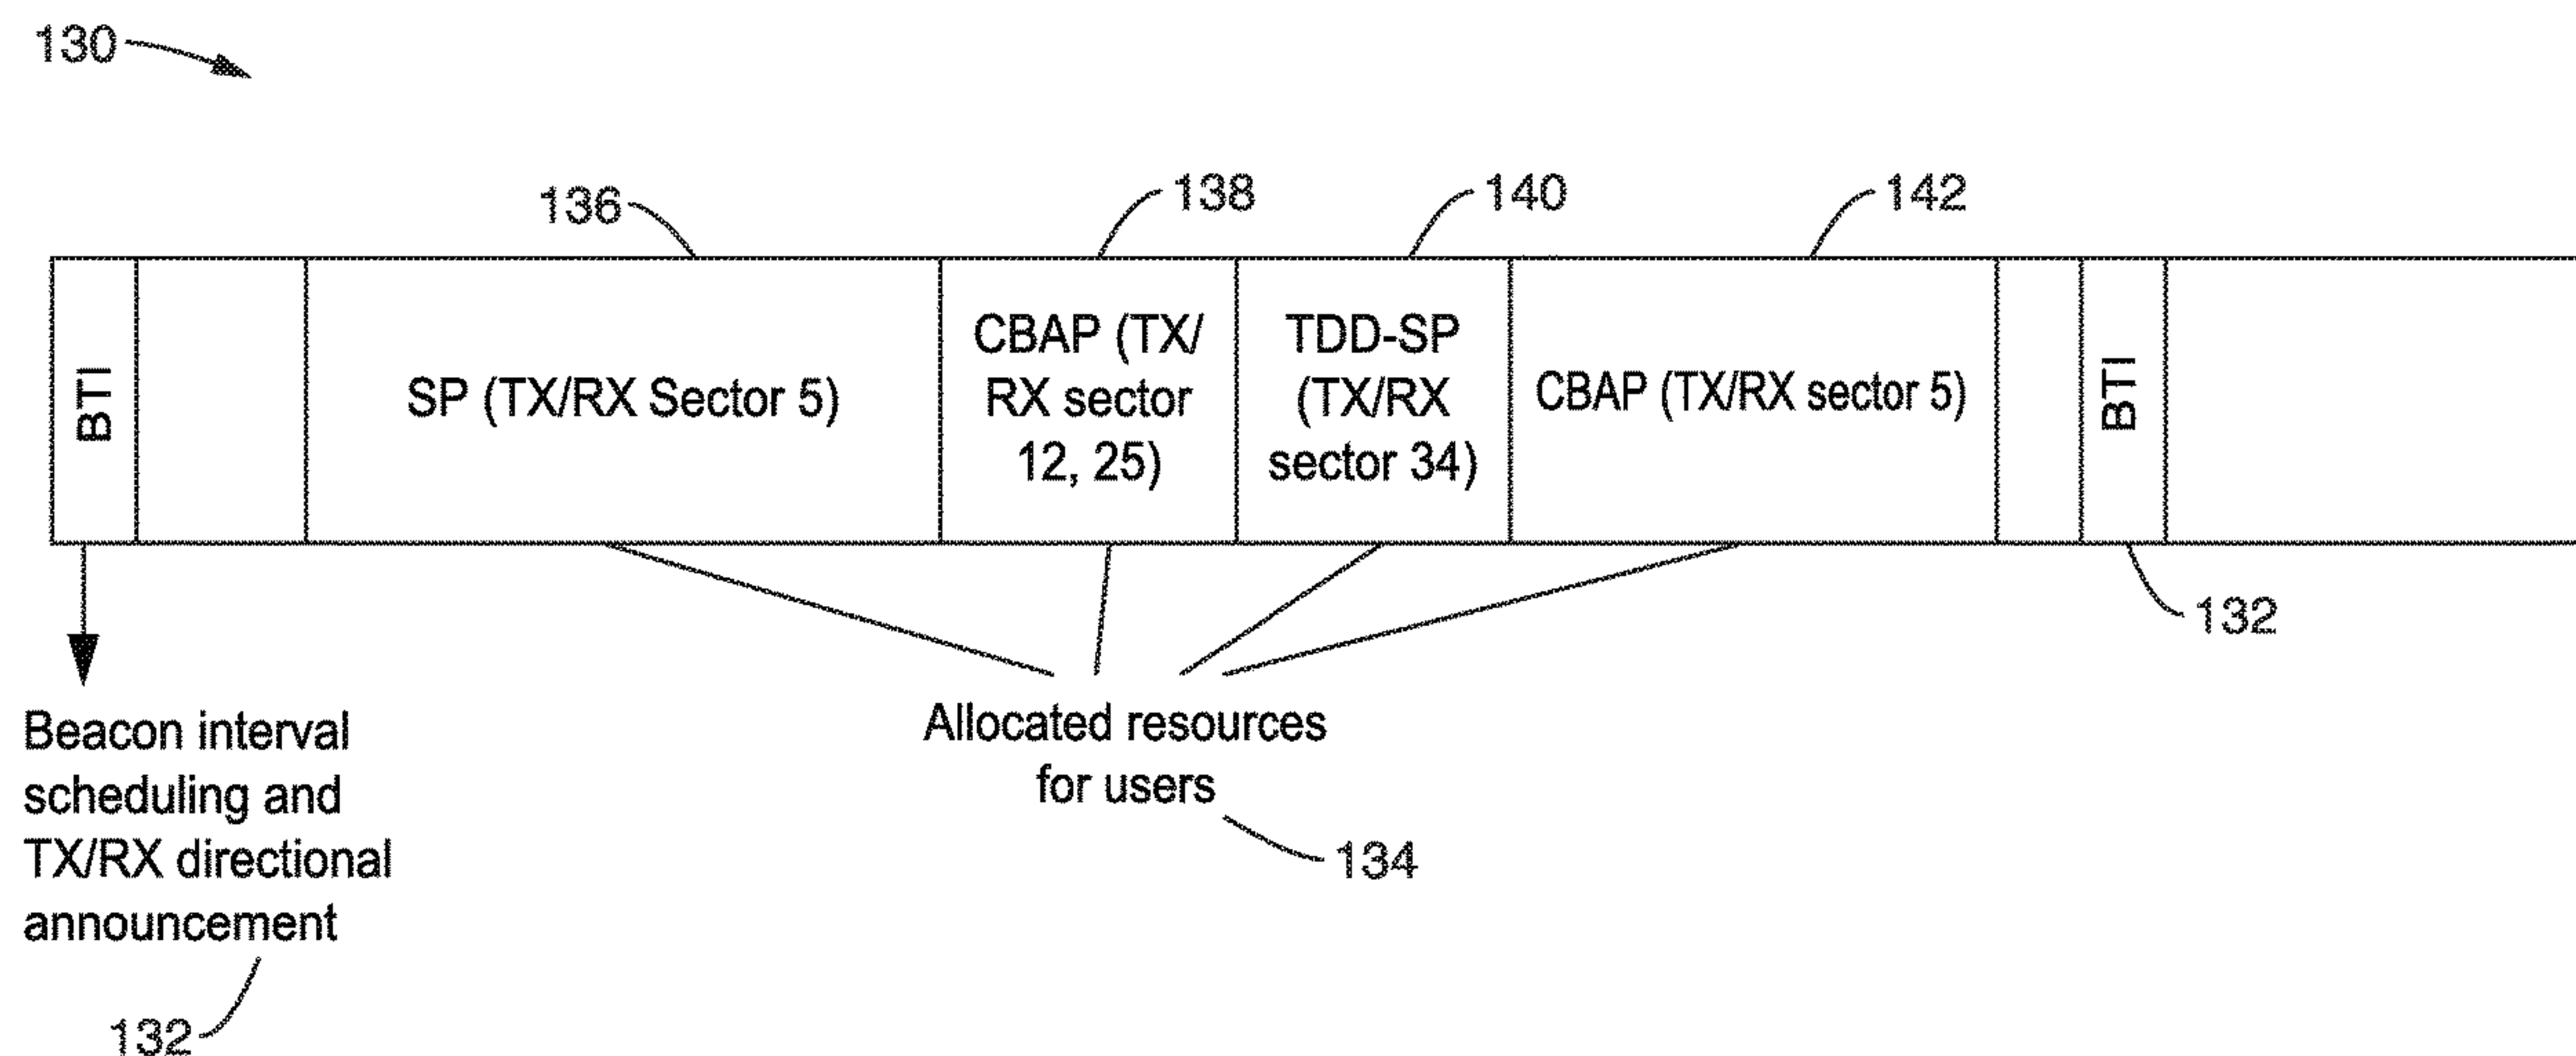 130
136
138
140
142
BTI
SP (TX/RX Sector 5)
CBAP (TX/
RX sector
12, 25)
TDD-SP
(TX/RX
sector 34)
CBAP (TX/RX sector 5)
BTI
132
Beacon interval
scheduling and
TX/RX directional
announcement
132
Allocated resources
for users
134